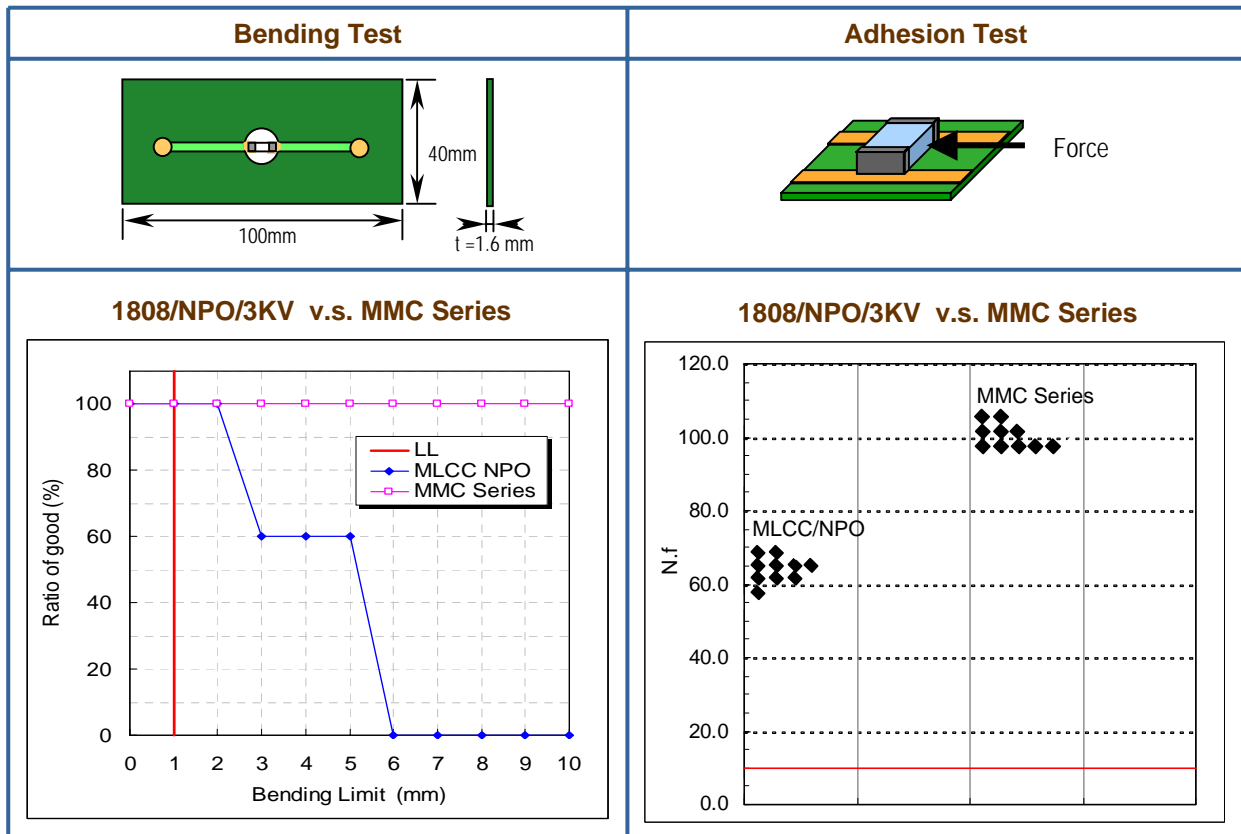 Bending Test
Adhesion Test
40mm
100mm
t =1.6 mm
Force
1808/NPO/3KV v.s. MMC Series
100
80
60
40
20
0
Ratio of good (%)
LL
MLCC NPO
MMC Series
0 1 2 3 4 5 6 7 8 9 10
Bending Limit (mm)
1808/NPO/3KV v.s. MMC Series
120.0
100.0
80.0
60.0
40.0
20.0
0.0
N.f
MMC Series
MLCC/NPO